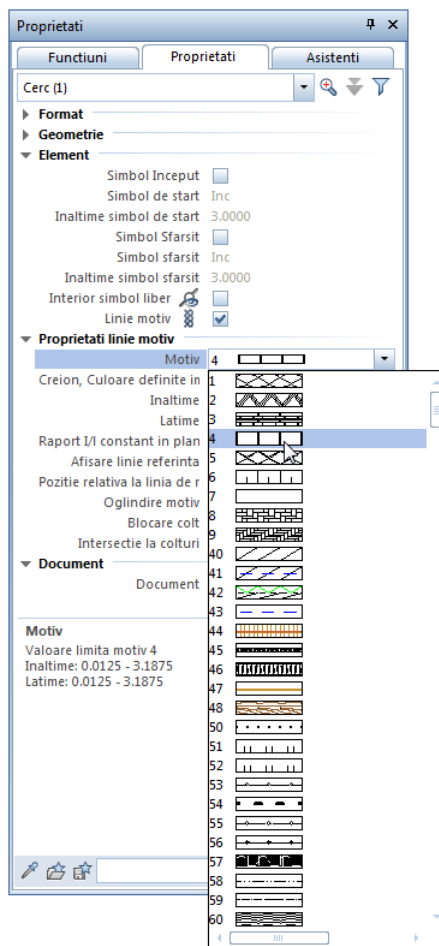 Proprietati
Functiuni Proprietati Asistenti
Cerc (1)
Format
Geometrie
Element
Simbol Inceput
Simbol de start Inc
Inaltime simbol de start 3.0000
Simbol Sfarsit
Simbol sfarsit Inc
Inaltime simbol sfarsit 3.0000
Interior simbol liber
Linie motiv
Proprietati linie motiv
Motiv 4
Creion, Culoare definite in 1
Inaltime 2
Latime 3
Raport I/I constant in plan 4
Afisare linie referinta 5
Pozitie relativa la linia de r 6
Oglindire motiv 7
Blocare colt 8
Intersectie la colturi 9
40
Document 41
Document 42
43
Motiv 44
Valoare limita motiv 4 45
Inaltime: 0.0125 - 3.1875 46
Latime: 0.0125 - 3.1875 47
48
50
51
52
53
54
55
56
57
58
59
60